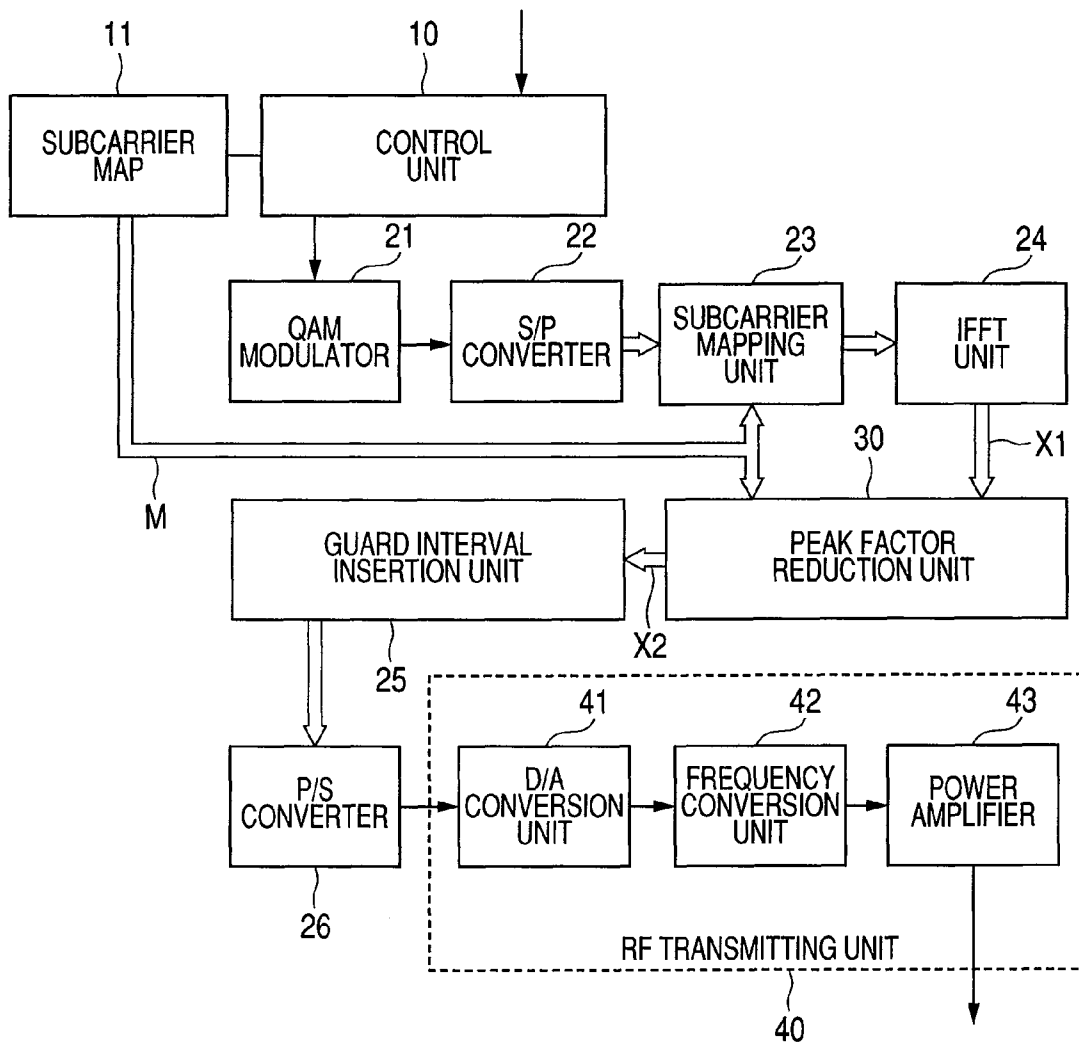 11
10
SUBCARRIER
MAP
CONTROL
UNIT
21
22
23
24
QAM
MODULATOR
S/P
CONVERTER
SUBCARRIER
MAPPING
UNIT
IFFT
UNIT
M
30
X1
GUARD INTERVAL
INSERTION UNIT
PEAK FACTOR
REDUCTION UNIT
25
X2
41
42
43
P/S
CONVERTER
D/A
CONVERSION
UNIT
FREQUENCY
CONVERSION
UNIT
POWER
AMPLIFIER
26
RF TRANSMITTING UNIT
40